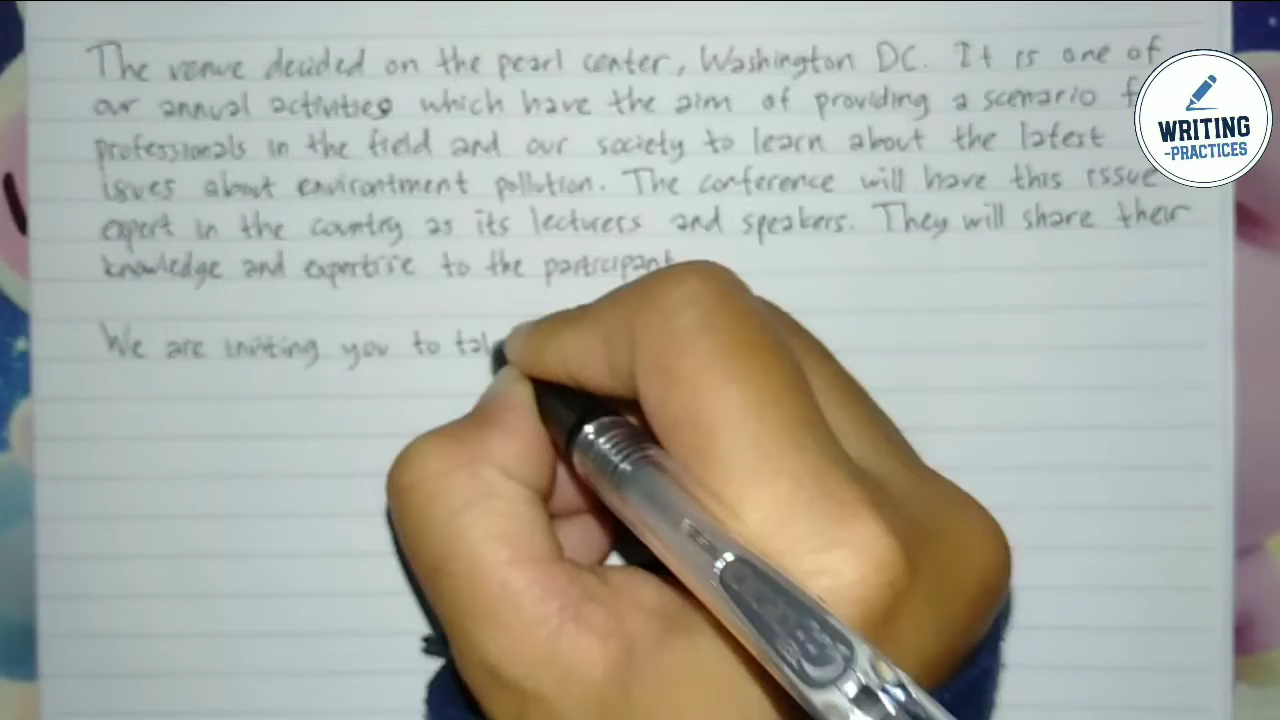 The venue decided on the pearl center, Washington DC. It is one of
our annual activities which have the aim of providing a scenario
professionals in the field and our society to learn about the latest
issues about environtment pollution. The conference will have this issue
expert in the country as its lecturers and speakers. They will share their
knowledge and expertise to the participant
We are inviting you to
WRITING
-PRACTICES